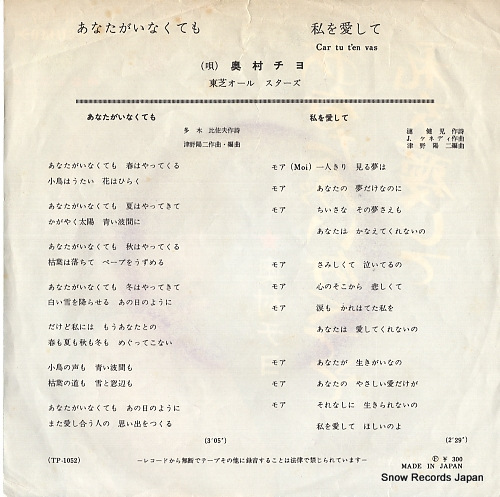 あなたがいなくても
私を愛して
Car tu t'en vas
(唄) 奥村チヨ
東芝オール スターズ
あなたがいなくても
多木比佐夫作詩
津野陽二作曲・編曲
あなたがいなくても 春はやってくる
小鳥はうたい 花はひらく
あなたがいなくても 夏はやってきて
かがやく太陽 青い波間に
あなたがいなくても 秋はやってくる
枯葉は落ちて ペーブをうずめる
あなたがいなくても 冬はやってきて
白い雪を降らせる あの日のように
だけど私には もうあなたとの
春も夏も秋も冬も めぐってこない
小鳥の声も 青い波間も
枯葉の道も 雪と窓辺も
あなたがいなくても あの日のように
また愛し合う人の 思い出をつくる
(3'05")
私を愛して
漣健児作詩
J. ケネディ作曲
津野陽二編曲
モア (Moi) 一人きり 見る夢は
モア あなたの 夢だけなのに
モア ちいさな その夢さえも
あなたは かなえてくれないの
モア さみしくて 泣いてるの
モア 心のそこから 悲しくて
モア 涙も かれはてた私を
あなたは 愛してくれないの
モア あなたが 生きがいなの
モア あなたの やさしい愛だけが
モア それなしに 生きられないの
私を愛して ほしいのよ
(2'29")
(TP-1052)
－レコードから無断でテープその他に録音することは法律で禁じられています－
Ⓟ ¥ 300
MADE IN JAPAN
Snow Records Japan